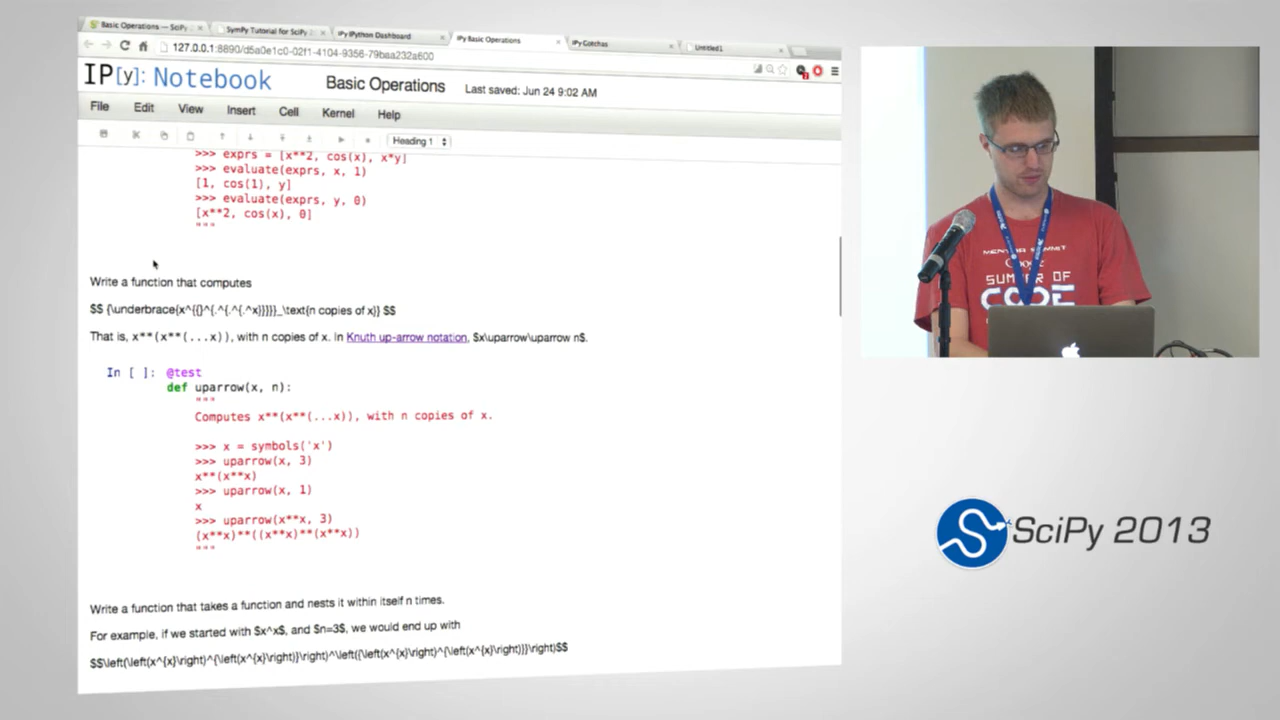 Basic Operations — SciPy
SymPy Tutorial for SciPy 2
IPy IPython Dashboard
IPy Basic Operations
IPy Gotchas
Untitled1
127.0.0.1:8890/d5a0e1c0-02f1-4104-9356-79baa232a600
IP[y]: Notebook
Basic Operations
Last saved: Jun 24 9:02 AM
File Edit View Insert Cell Kernel Help
Heading 1
>>> exprs = [x**2, cos(x), x*y]
>>> evaluate(exprs, x, 1)
[1, cos(1), y]
>>> evaluate(exprs, y, 0)
[x**2, cos(x), 0]
"""
Write a function that computes
$$ {\underbrace{x^{{}^{.^{.^{.^x}}}}}_\text{n copies of x}} $$
That is, x**(x**(...x)), with n copies of x. In Knuth up-arrow notation, $x\uparrow\uparrow n$.
In [ ]: @test
def uparrow(x, n):
"""
Computes x**(x**(...x)), with n copies of x.
>>> x = symbols('x')
>>> uparrow(x, 3)
x**(x**x)
>>> uparrow(x, 1)
x
>>> uparrow(x**x, 3)
(x**x)**((x**x)**(x**x))
"""
Write a function that takes a function and nests it within itself n times.
For example, if we started with $x^x$, and $n=3$, we would end up with
$$\left(\left(x^{x}\right)^{\left(x^{x}\right)}\right)^\left({\left(x^{x}\right)^{\left(x^{x}\right)}}\right)$$
MENTOR SUMMIT
Google
SUMMER OF
CODE
SciPy 2013